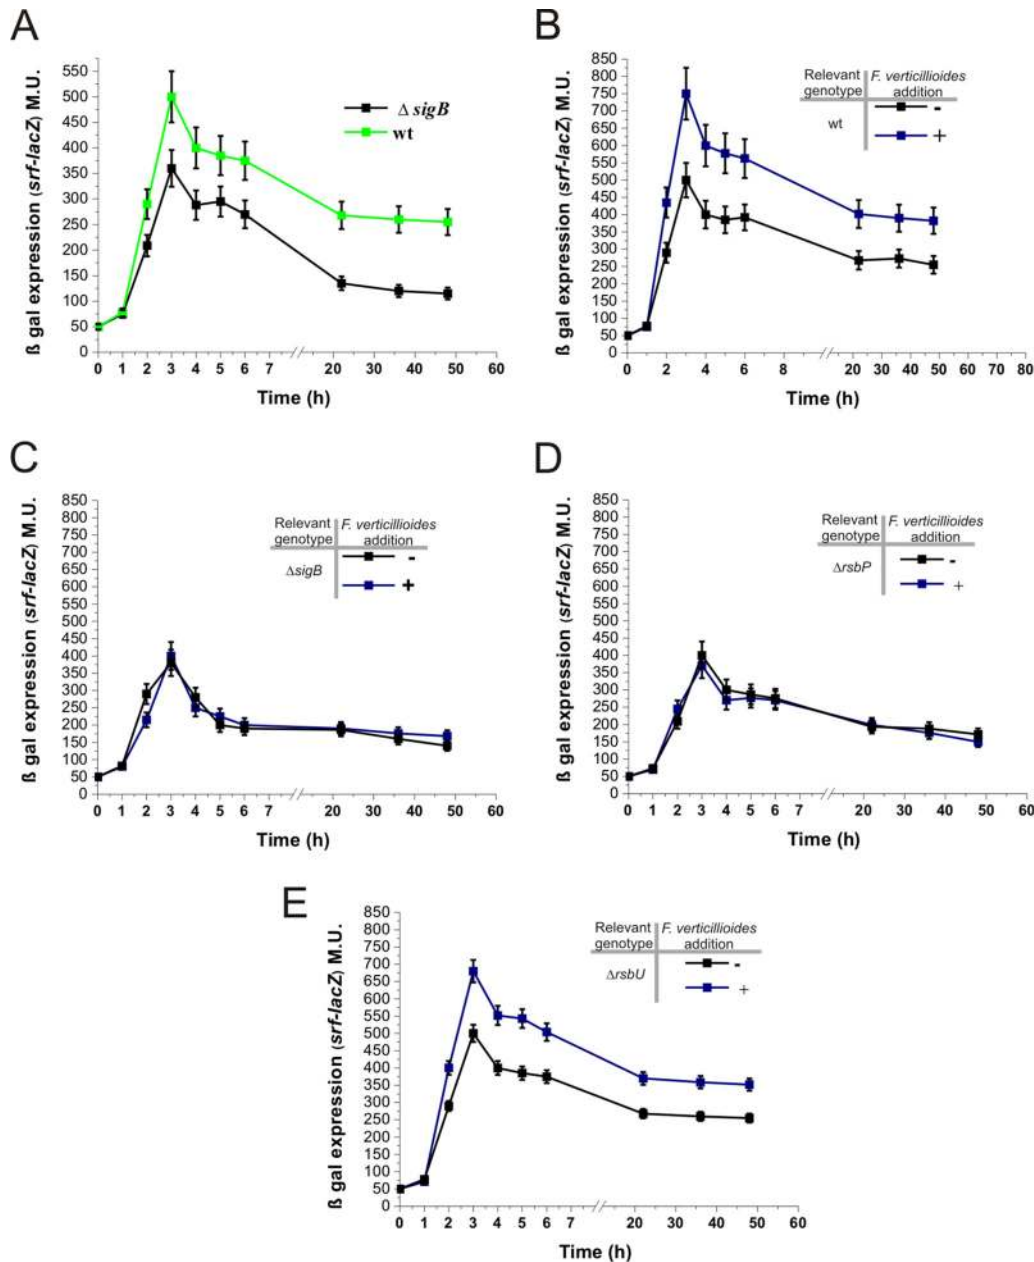 A
ß gal expression (srf-lacZ) M.U.
550
500
450
400
350
300
250
200
150
100
50
0
Δ sigB
wt
0 1 2 3 4 5 6 7 20 30 40 50 60
Time (h)
B
ß gal expression (srf-lacZ) M.U.
850
800
750
700
650
600
550
500
450
400
350
300
250
200
150
100
50
0
Relevant genotype
F. verticillioides addition
wt
-
+
0 2 4 6 8 20 30 40 50 60 70 80
Time (h)
C
ß gal expression (srf-lacZ) M.U.
850
800
750
700
650
600
550
500
450
400
350
300
250
200
150
100
50
0
Relevant genotype
F. verticillioides addition
ΔsigB
-
+
0 1 2 3 4 5 6 7 20 30 40 50 60
Time (h)
D
ß gal expression (srf-lacZ) M.U.
850
800
750
700
650
600
550
500
450
400
350
300
250
200
150
100
50
0
Relevant genotype
F. verticillioides addition
ΔrsbP
-
+
0 1 2 3 4 5 6 7 20 30 40 50 60
Time (h)
E
ß gal expression (srf-lacZ) M.U.
850
800
750
700
650
600
550
500
450
400
350
300
250
200
150
100
50
0
Relevant genotype
F. verticillioides addition
ΔrsbU
-
+
0 1 2 3 4 5 6 7 20 30 40 50 60
Time (h)